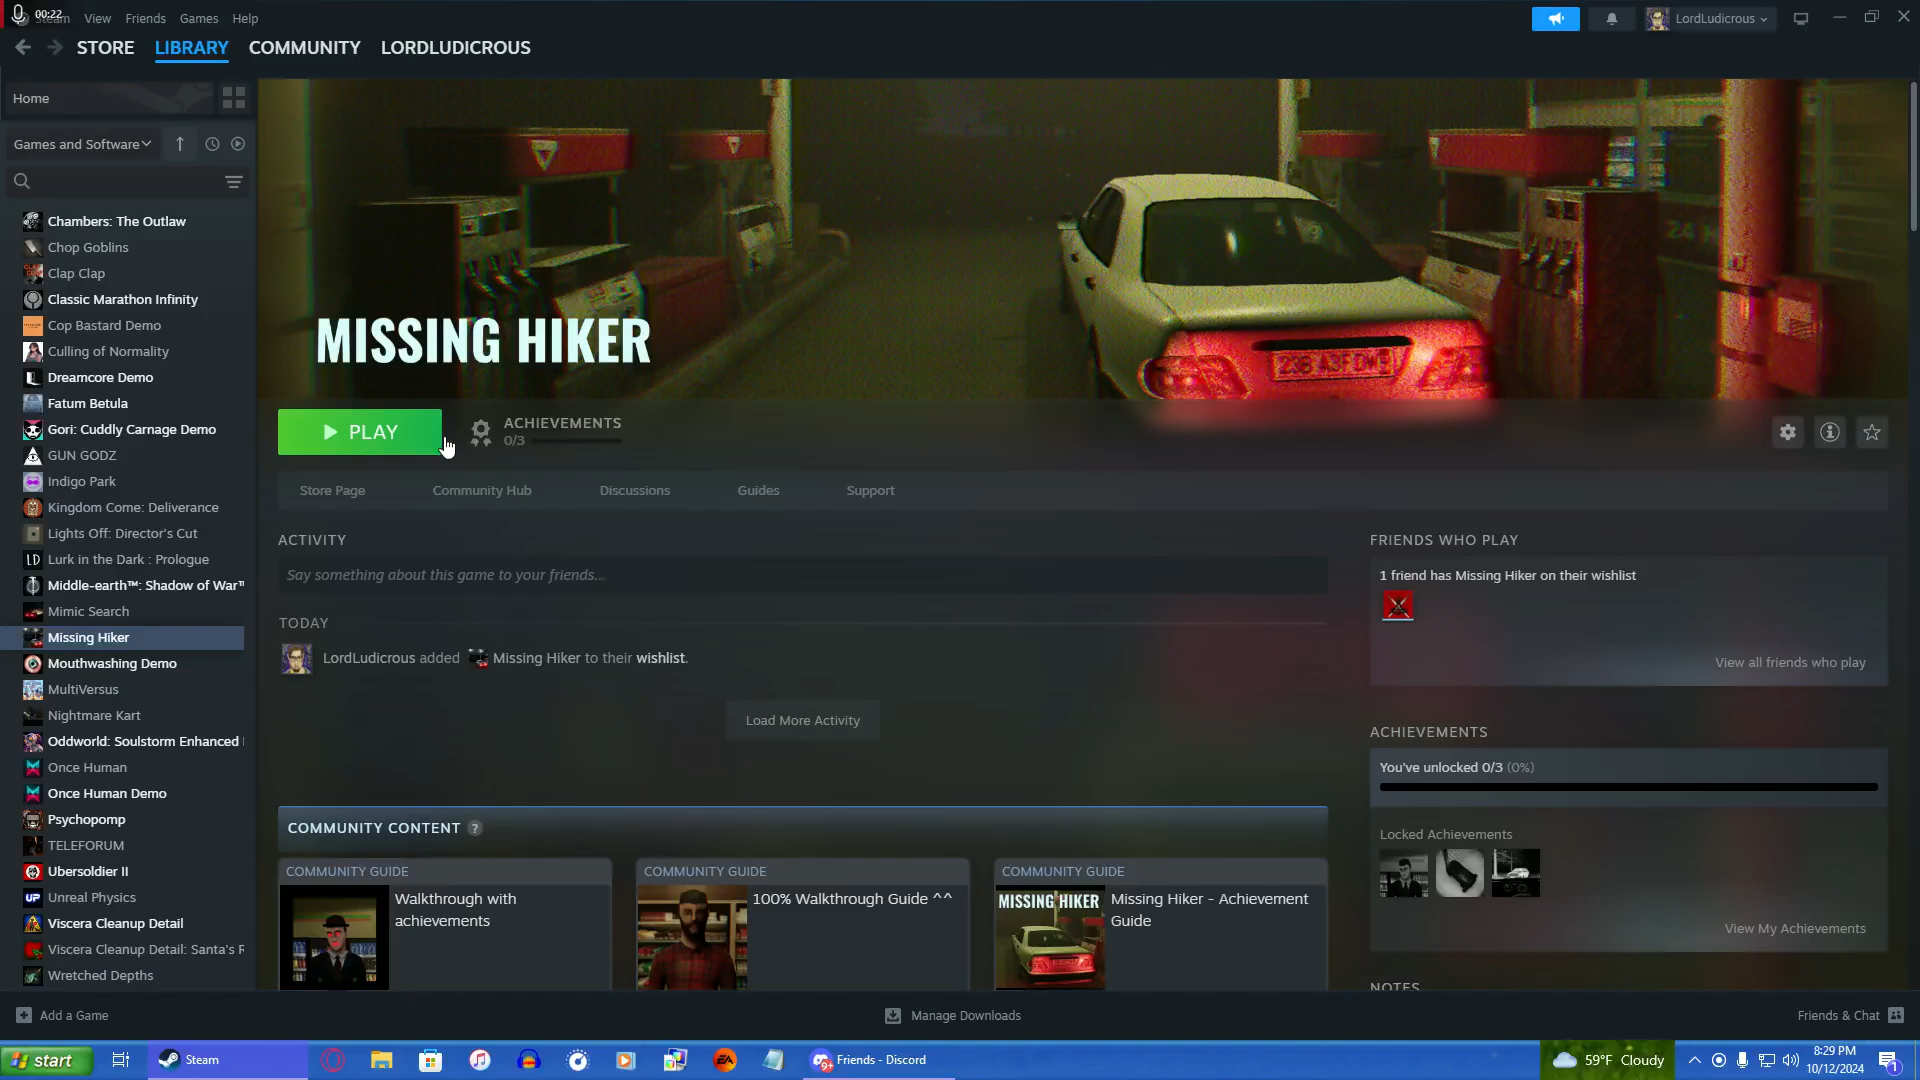 00:22
Steam View Friends Games Help
LordLudicrous
STORE LIBRARY COMMUNITY LORDLUDICROUS
Home
Games and Software
Chambers: The Outlaw
Chop Goblins
Clap Clap
Classic Marathon Infinity
Cop Bastard Demo
Culling of Normality
Dreamcore Demo
Fatum Betula
Gori: Cuddly Carnage Demo
GUN GODZ
Indigo Park
Kingdom Come: Deliverance
Lights Off: Director's Cut
Lurk in the Dark : Prologue
Middle-earth™: Shadow of War™
Mimic Search
Missing Hiker
Mouthwashing Demo
MultiVersus
Nightmare Kart
Oddworld: Soulstorm Enhanced
Once Human
Once Human Demo
Psychopomp
TELEFORUM
Ubersoldier II
Unreal Physics
Viscera Cleanup Detail
Viscera Cleanup Detail: Santa's R
Wretched Depths
MISSING HIKER
PLAY
ACHIEVEMENTS
0/3
Store Page Community Hub Discussions Guides Support
ACTIVITY
Say something about this game to your friends...
TODAY
LordLudicrous added Missing Hiker to their wishlist.
Load More Activity
COMMUNITY CONTENT ?
COMMUNITY GUIDE
Walkthrough with
achievements
COMMUNITY GUIDE
100% Walkthrough Guide ^^
COMMUNITY GUIDE
MISSING HIKER
Missing Hiker - Achievement
Guide
FRIENDS WHO PLAY
1 friend has Missing Hiker on their wishlist
View all friends who play
ACHIEVEMENTS
You've unlocked 0/3 (0%)
Locked Achievements
View My Achievements
NOTES
Add a Game
Manage Downloads
Friends & Chat
start
Steam
EA
9+
Friends - Discord
59°F Cloudy
8:29 PM
10/12/2024
1